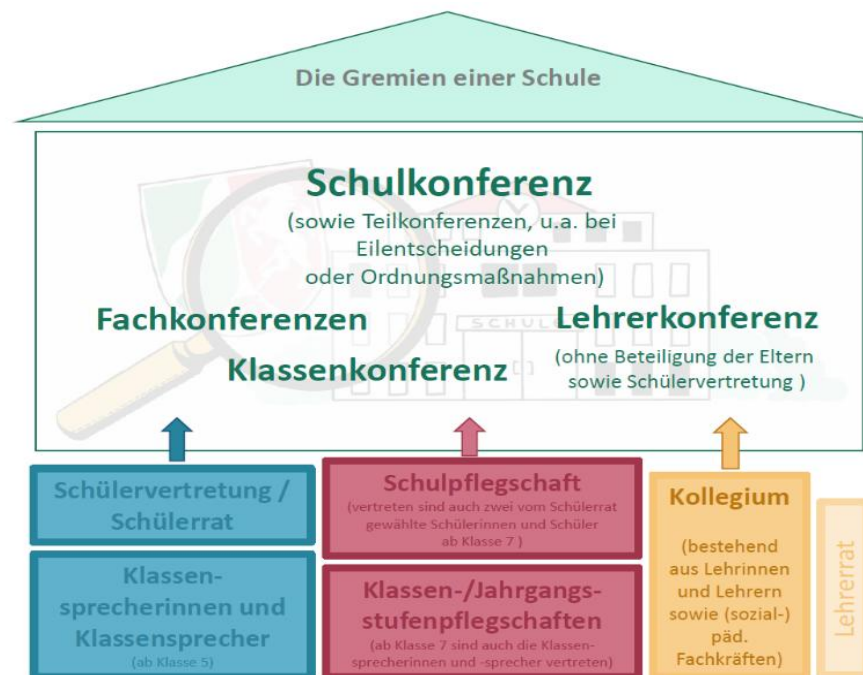 Die Gremien einer Schule
Schulkonferenz
(sowie Teilkonferenzen, u.a. bei
Eilentscheidungen
oder Ordnungsmaßnahmen)
Fachkonferenzen
Lehrerkonferenz
(ohne Beteiligung der Eltern
sowie Schülervertretung )
Klassenkonferenz
SCHULE
Schülervertretung /
Schülerrat
Klassen-
sprecherinnen und
Klassensprecher
(ab Klasse 5)
Schulpflegschaft
(vertreten sind auch zwei vom Schülerrat
gewählte Schülerinnen und Schüler
ab Klasse 7 )
Klassen-/Jahrgangs-
stufenpflegschaften
(ab Klasse 7 sind auch die Klassen-
sprecherinnen und -sprecher vertreten)
Kollegium
(bestehend
aus Lehrinnen
und Lehrern
sowie (sozial-)
päd.
Fachkräften)
Lehrerrat